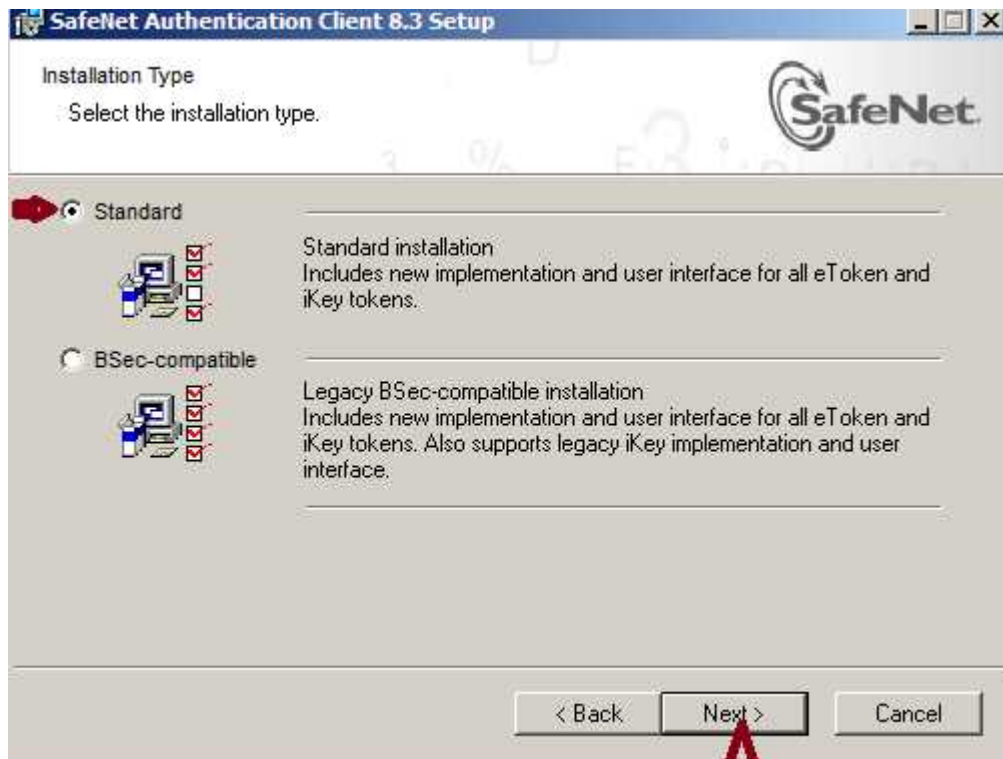 SafeNet Authentication Client 8.3 Setup
Installation Type
Select the installation type.
SafeNet.
Standard
Standard installation
Includes new implementation and user interface for all eToken and
iKey tokens.
BSec-compatible
Legacy BSec-compatible installation
Includes new implementation and user interface for all eToken and
iKey tokens. Also supports legacy iKey implementation and user
interface.
< Back
Next >
Cancel